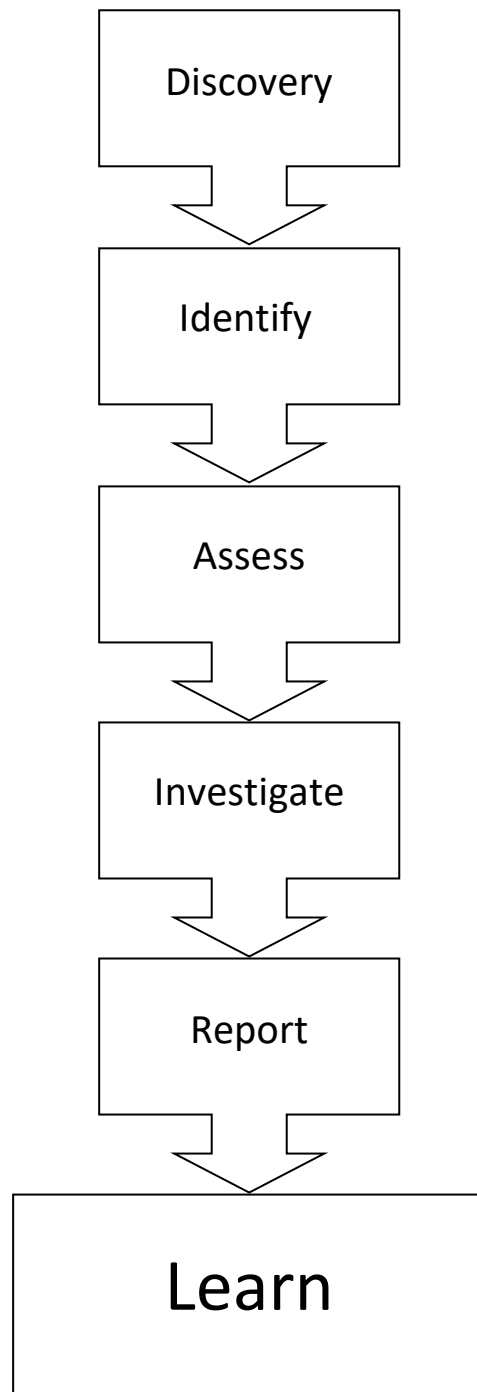 Discovery
Identify
Assess
Investigate
Report
Learn